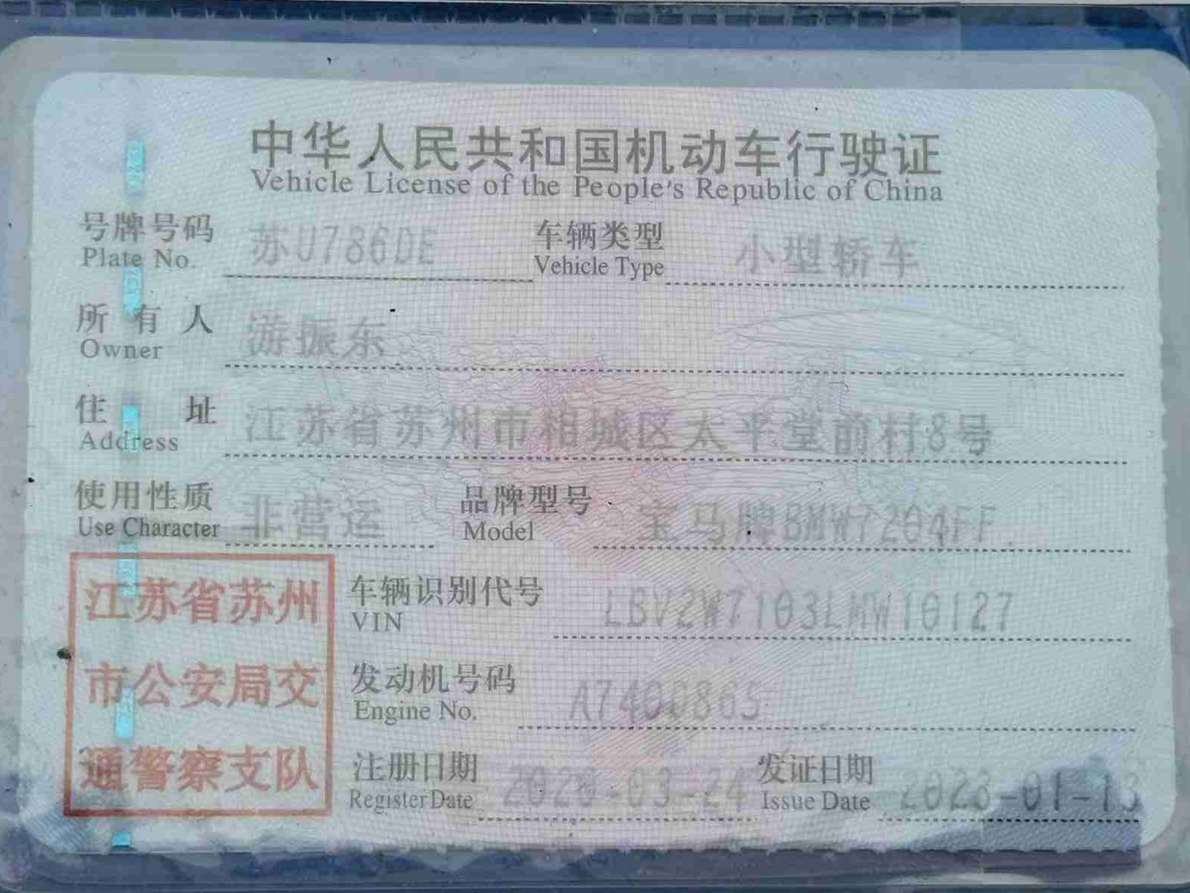 中华人民共和国机动车行驶证
Vehicle License of the People's Republic of China
号牌号码 苏U786DE 车辆类型 小型轿车
Plate No. Vehicle Type
所有人 游振东
Owner
住址 江苏省苏州市相城区太平堂前村8号
Address
使用性质 非营运 品牌型号 宝马牌BMW7204FF
Use Character Model
江苏省苏州
市公安局交
通警察支队
车辆识别代号 LBV2W7103LMW10127
VIN
发动机号码 A7400865
Engine No.
注册日期 2020-03-24 发证日期 2023-01-13
Register Date Issue Date